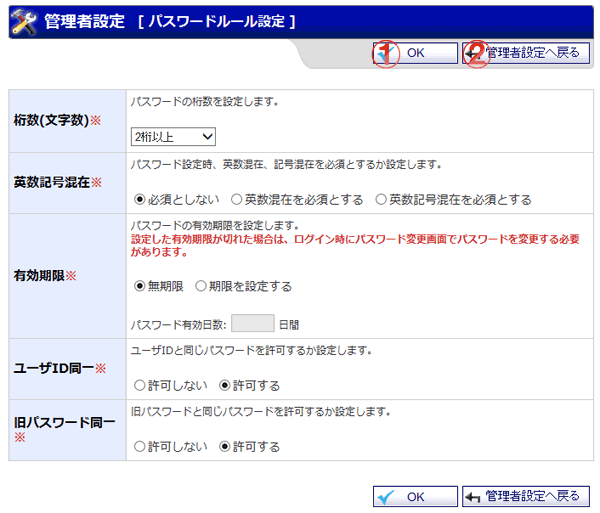 管理者設定 [ パスワードルール設定 ]
① OK ② 管理者設定へ戻る
桁数(文字数)※
パスワードの桁数を設定します。
2桁以上
英数記号混在※
パスワード設定時、英数混在、記号混在を必須とするか設定します。
必須としない 英数混在を必須とする 英数記号混在を必須とする
有効期限※
パスワードの有効期限を設定します。
設定した有効期限が切れた場合は、ログイン時にパスワード変更画面でパスワードを変更する必要
があります。
無期限 期限を設定する
パスワード有効日数: 日間
ユーザID同一※
ユーザIDと同じパスワードを許可するか設定します。
許可しない 許可する
旧パスワード同一
※
旧パスワードと同じパスワードを許可するか設定します。
許可しない 許可する
OK 管理者設定へ戻る